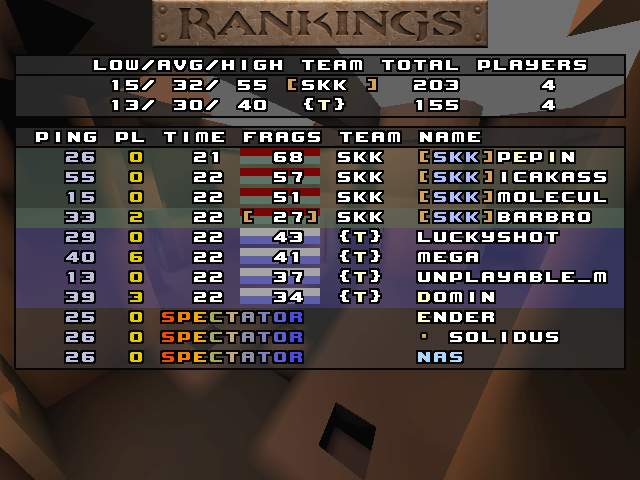 RANKINGS
LOW/AVG/HIGH TEAM TOTAL PLAYERS
15/ 32/ 55 [SKK ] 203 4
13/ 30/ 40 {T} 155 4
PING PL TIME FRAGS TEAM NAME
26 0 21 68 SKK [SKK]PEPIN
55 0 22 57 SKK [SKK]ICAKASS
15 0 22 51 SKK [SKK]MOLECUL
33 2 22 [ 27] SKK [SKK]BARBRO
29 0 22 43 {T} LUCKYSHOT
40 6 22 41 {T} MEGA
13 0 22 37 {T} UNPLAYABLE_M
39 3 22 34 {T} DOMIN
25 0 SPECTATOR ENDER
26 0 SPECTATOR · SOLIDUS
26 0 SPECTATOR NAS